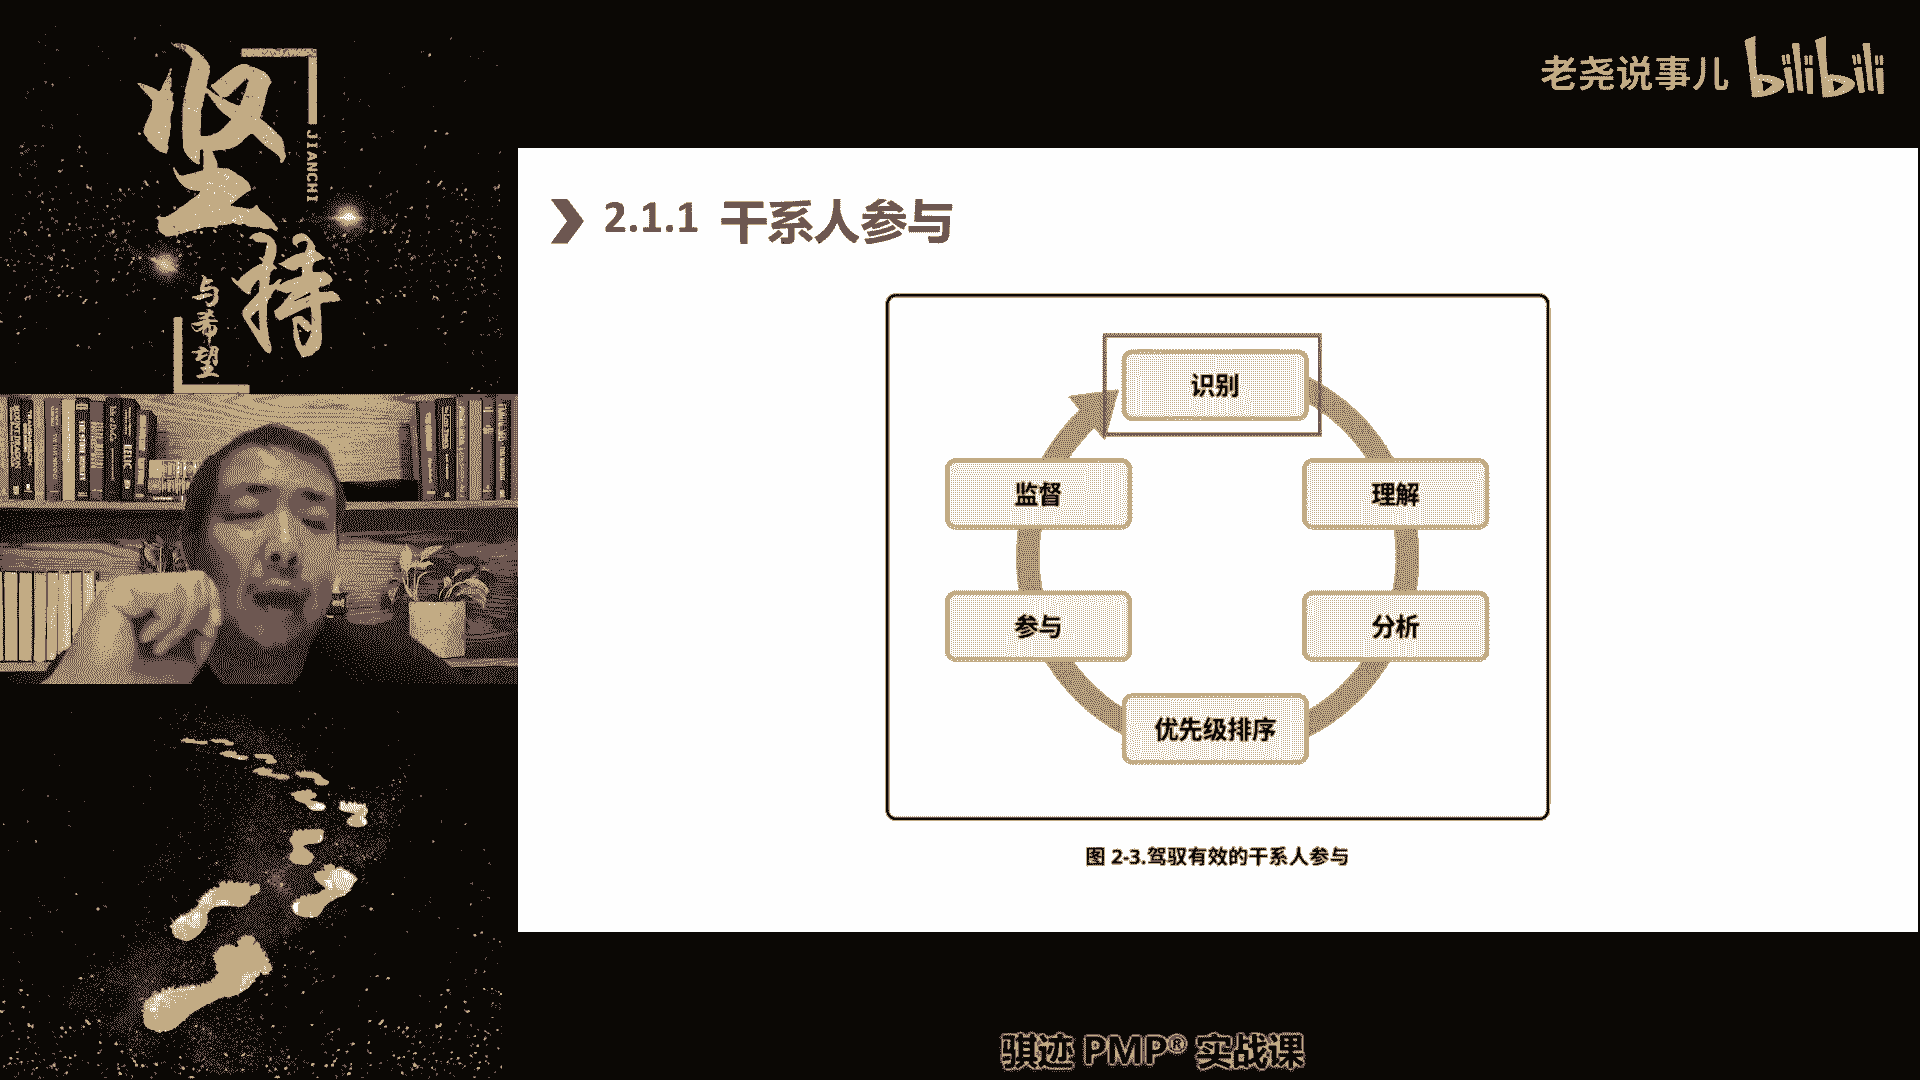 坚持
JIANCHI
与希望
老尧说事儿 bilibili
2.1.1 干系人参与
识别
监督
理解
参与
分析
优先级排序
图 2-3.驾驭有效的干系人参与
骐迹 PMP® 实战课